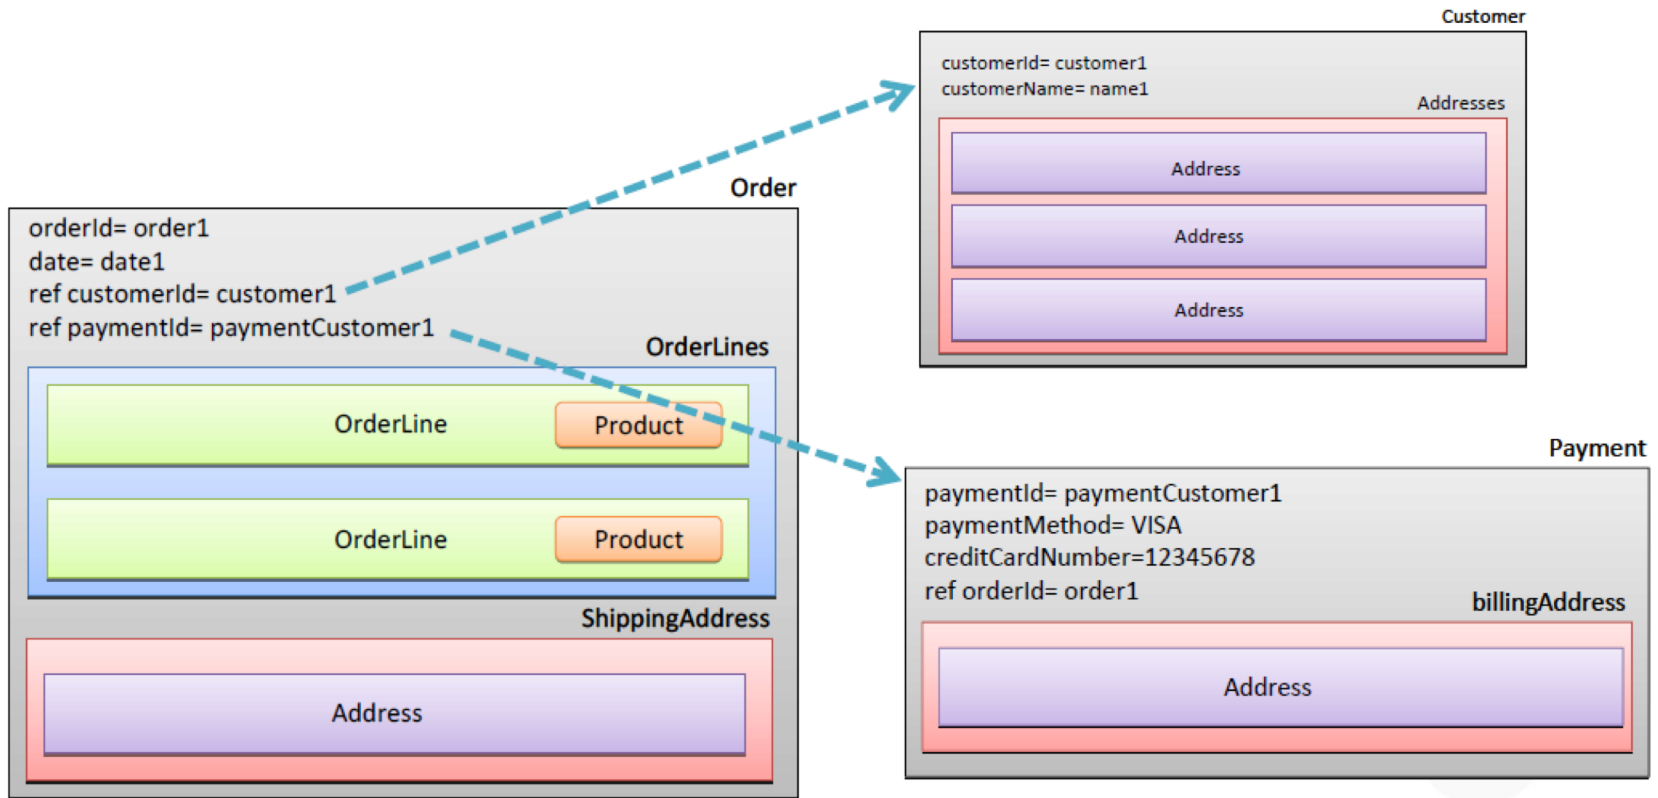 Customer
customerId= customer1
customerName= name1
Addresses
Address
Address
Address
Order
orderId= order1
date= date1
ref customerId= customer1
ref paymentId= paymentCustomer1
OrderLines
OrderLine
Product
OrderLine
Product
ShippingAddress
Address
Payment
paymentId= paymentCustomer1
paymentMethod= VISA
creditCardNumber=12345678
ref orderId= order1
billingAddress
Address